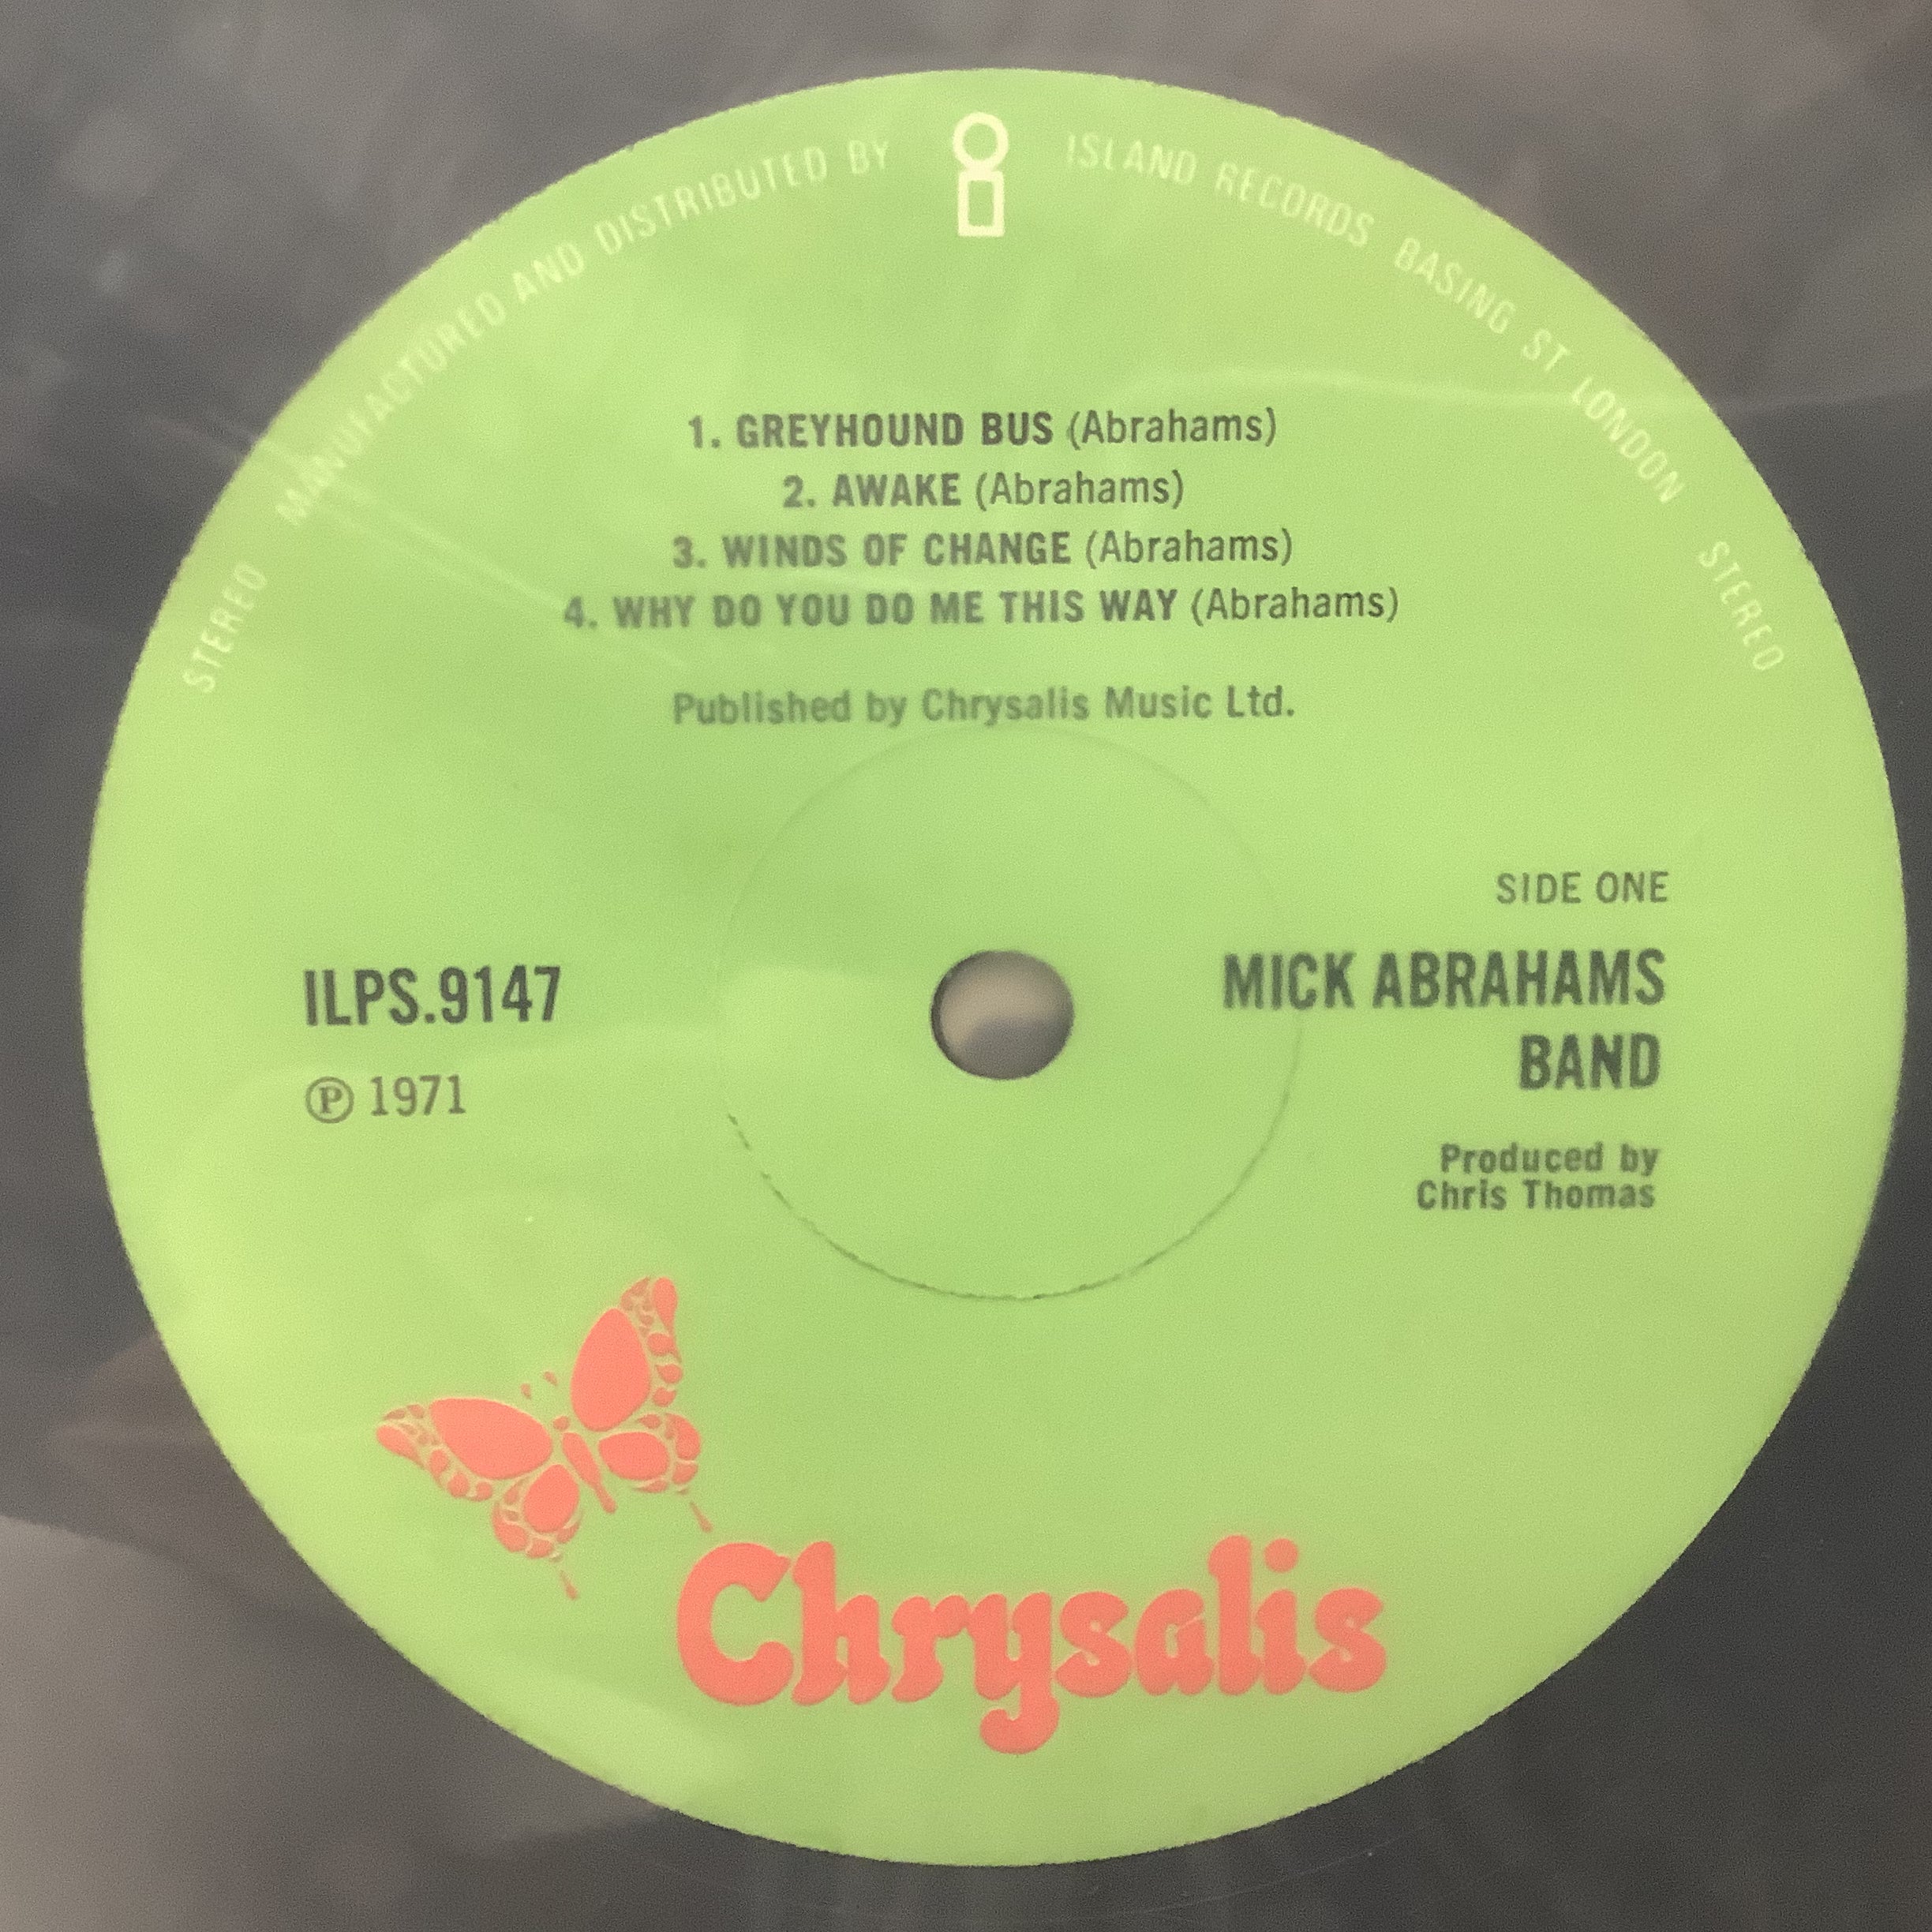 STEREO MANUFACTURED AND DISTRIBUTED BY ISLAND RECORDS BASING ST LONDON STEREO
1. GREYHOUND BUS (Abrahams)
2. AWAKE (Abrahams)
3. WINDS OF CHANGE (Abrahams)
4. WHY DO YOU DO ME THIS WAY (Abrahams)
Published by Chrysalis Music Ltd.
SIDE ONE
ILPS.9147
℗ 1971
MICK ABRAHAMS
BAND
Produced by
Chris Thomas
Chrysalis